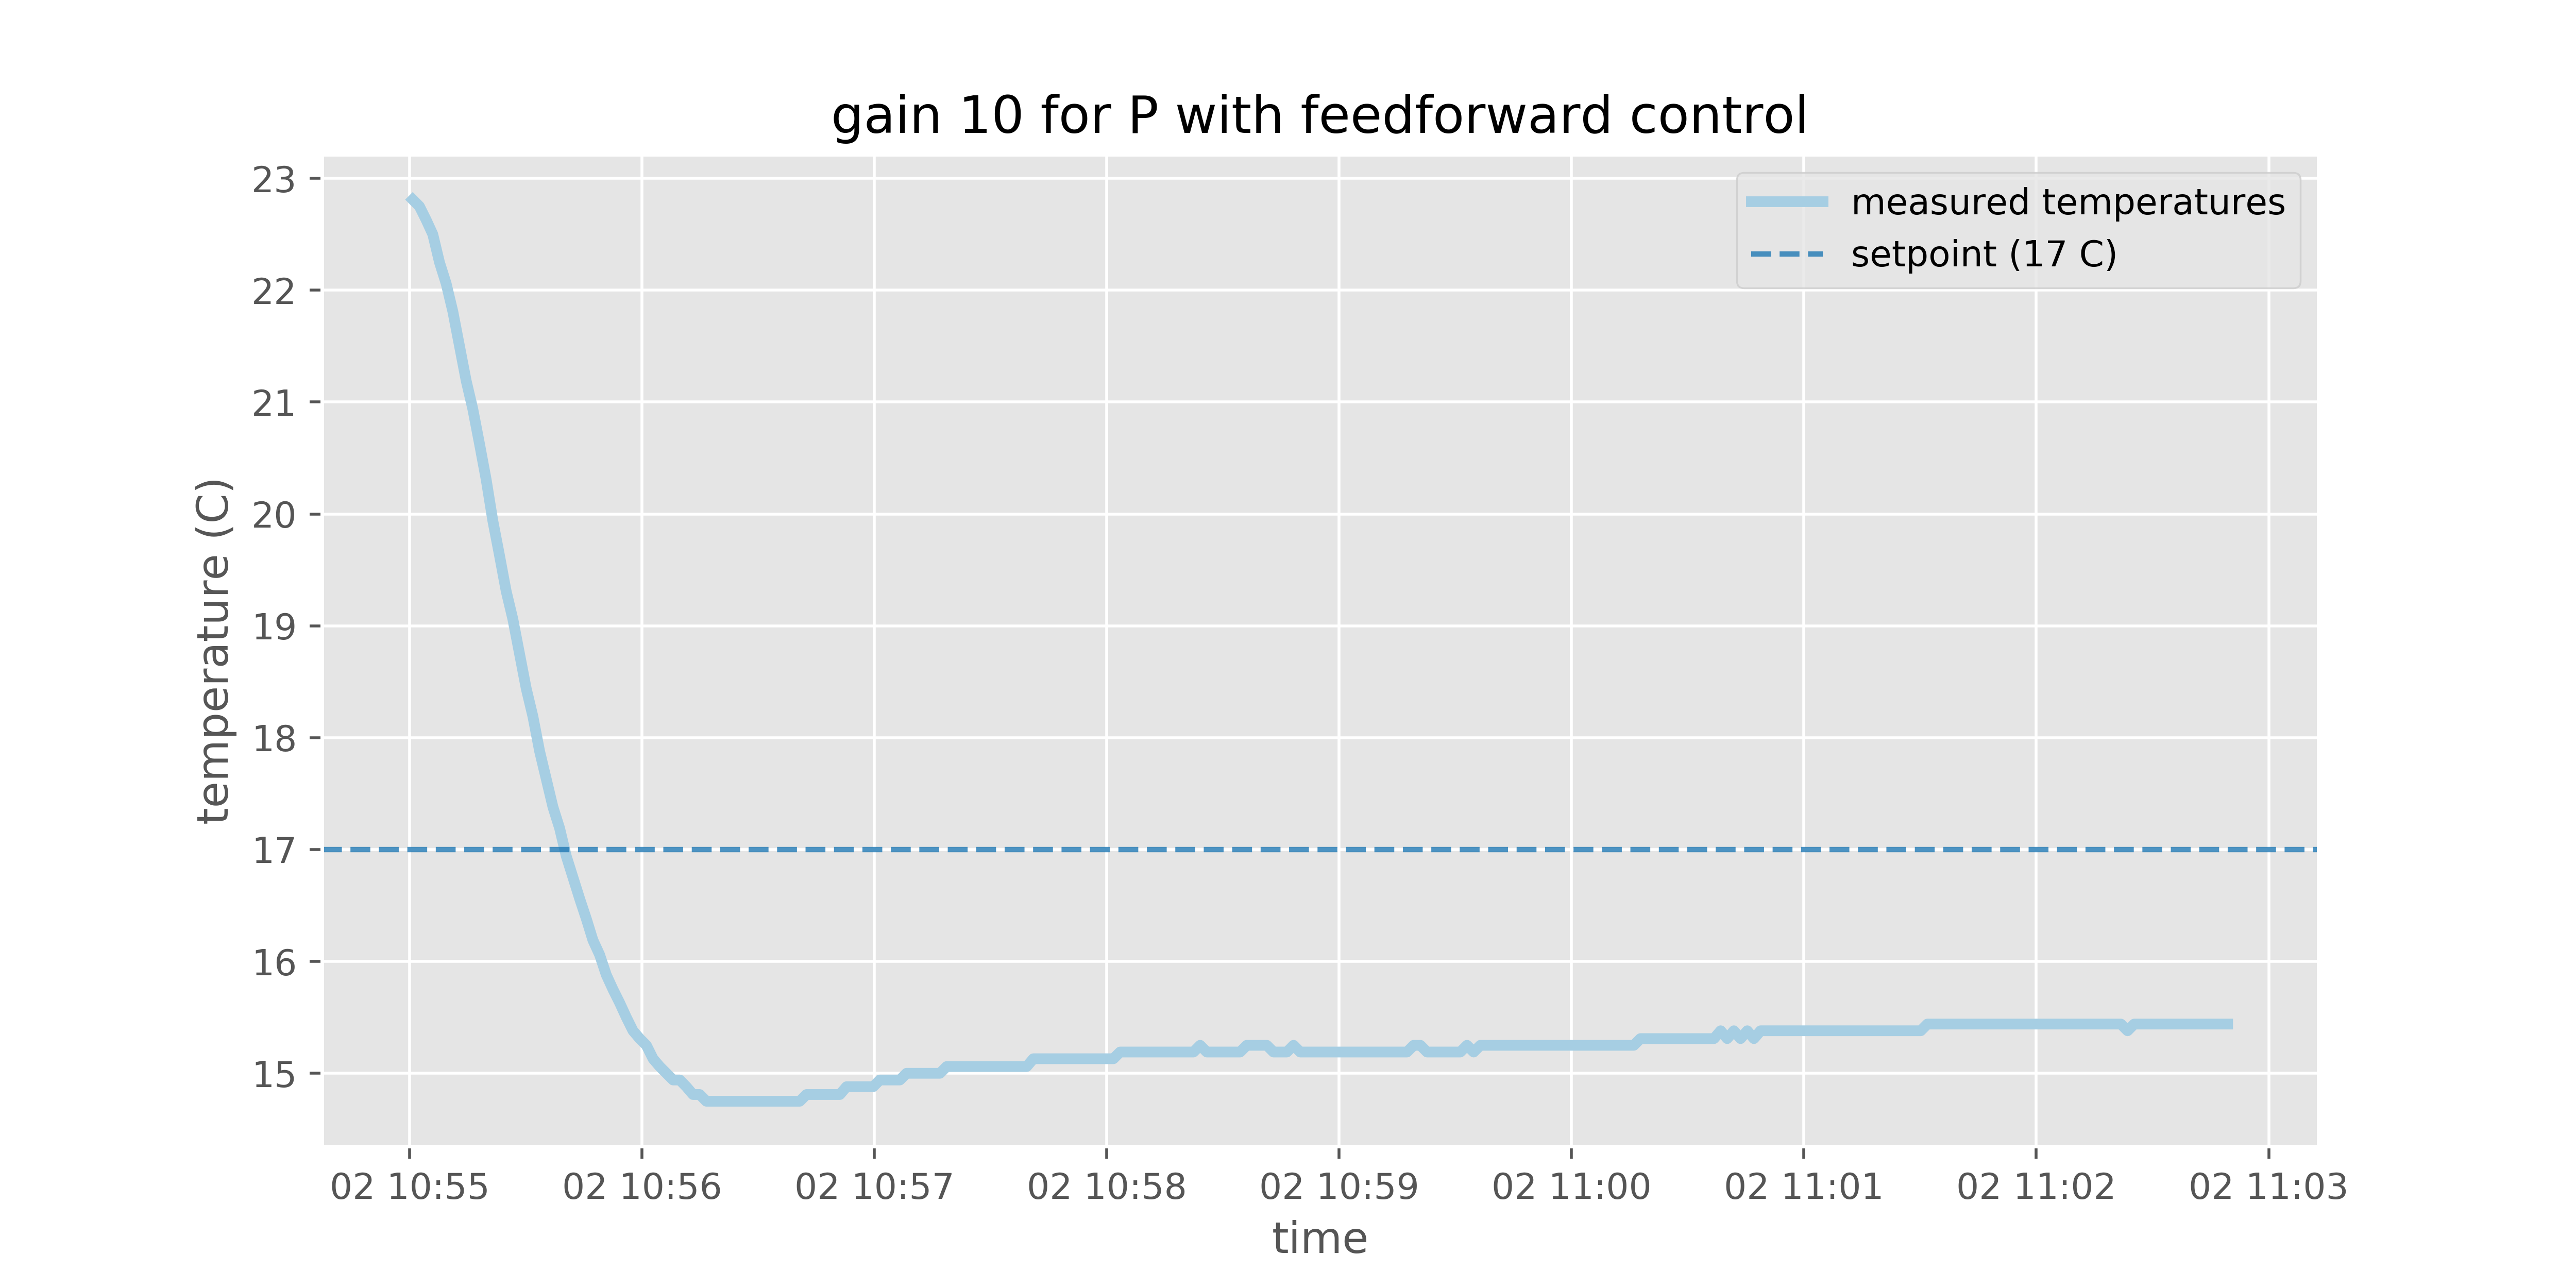 gain 10 for P with feedforward control
measured temperatures
setpoint (17 C)
temperature (C)
23
22
21
20
19
18
17
16
15
02 10:55 02 10:56 02 10:57 02 10:58 02 10:59 02 11:00 02 11:01 02 11:02 02 11:03
time